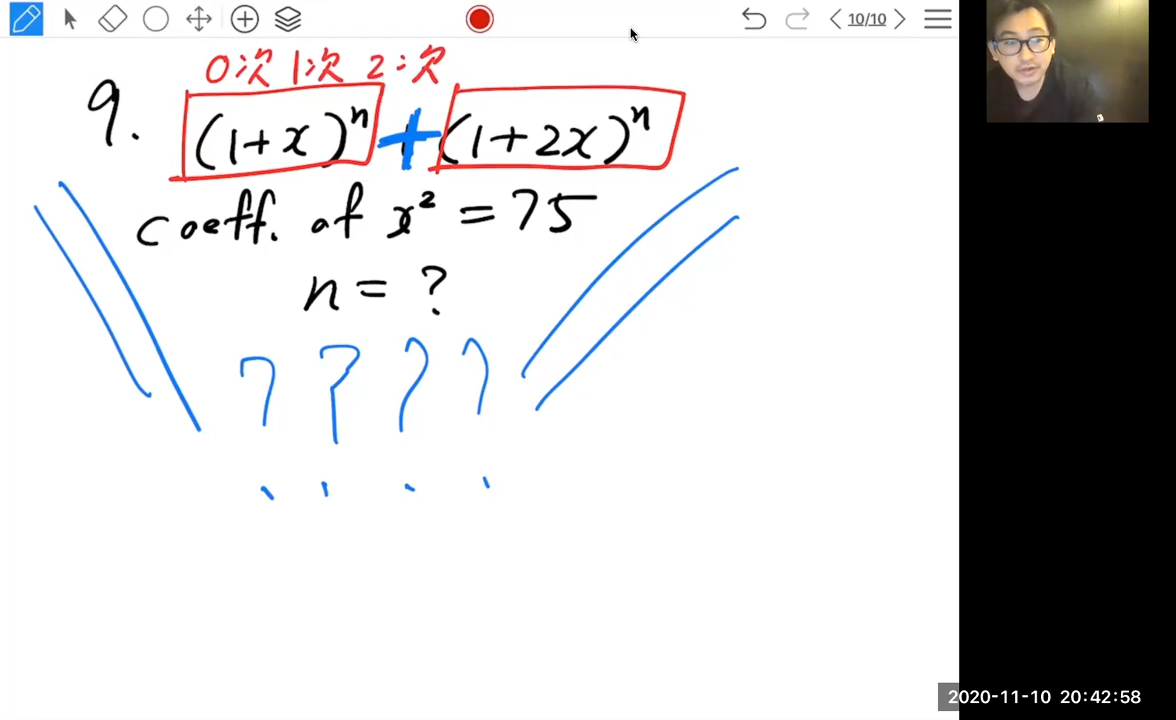 10/10
0次 1次 2次
9. (1+x)ⁿ + (1+2x)ⁿ
coeff. of x² = 75
n = ?
? ? ? ?
2020-11-10 20:42:58